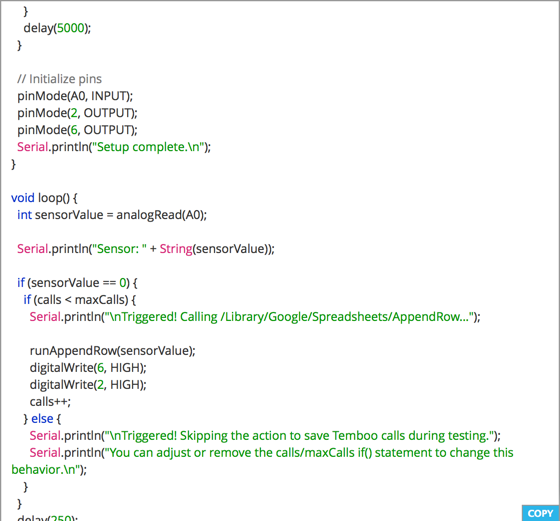 }
delay(5000);
}
// Initialize pins
pinMode(A0, INPUT);
pinMode(2, OUTPUT);
pinMode(6, OUTPUT);
Serial.println("Setup complete.\n");
}
void loop() {
int sensorValue = analogRead(A0);
Serial.println("Sensor: " + String(sensorValue));
if (sensorValue == 0) {
if (calls < maxCalls) {
Serial.println("\nTriggered! Calling /Library/Google/Spreadsheets/AppendRow...");
runAppendRow(sensorValue);
digitalWrite(6, HIGH);
digitalWrite(2, HIGH);
calls++;
} else {
Serial.println("\nTriggered! Skipping the action to save Temboo calls during testing.");
Serial.println("You can adjust or remove the calls/maxCalls if() statement to change this
behavior.\n");
}
}
delay(250);
COPY